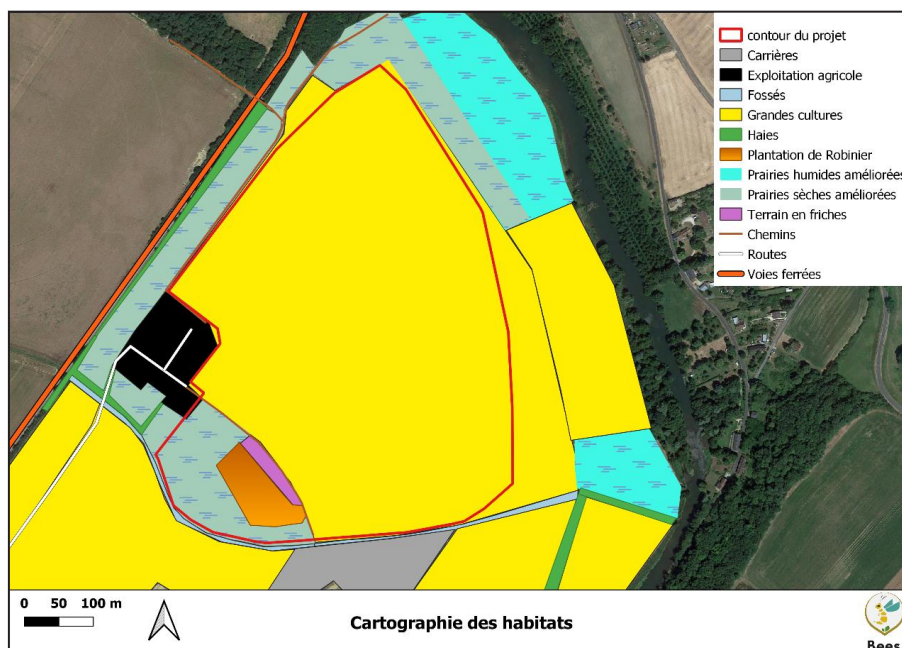 contour du projet
Carrières
Exploitation agricole
Fossés
Grandes cultures
Haies
Plantation de Robinier
Prairies humides améliorées
Prairies sèches améliorées
Terrain en friches
Chemins
Routes
Voies ferrées
0 50 100 m
Cartographie des habitats
Bees